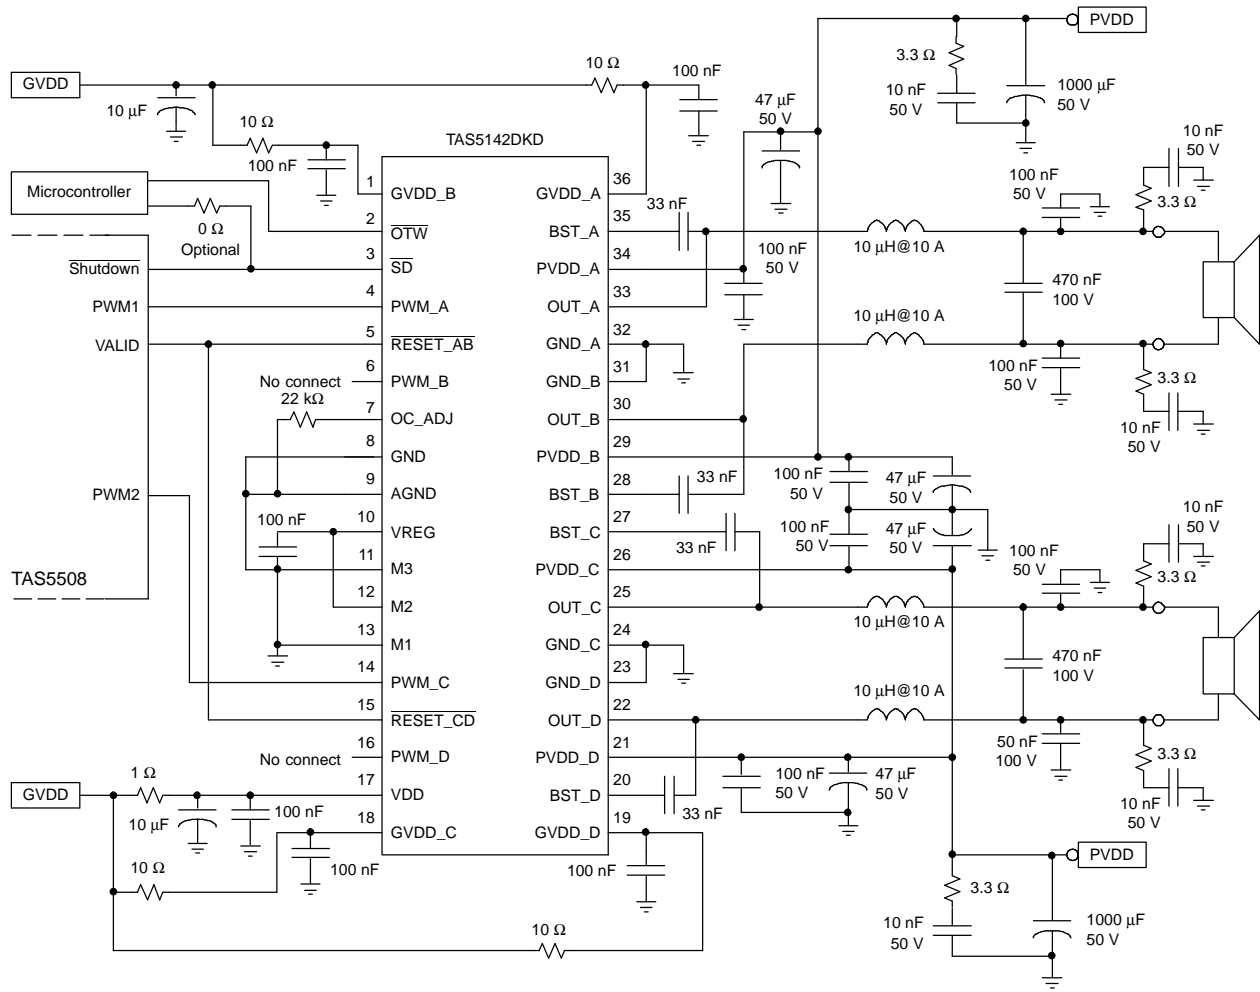 PVDD
3.3 Ω
10 nF
50 V
1000 µF
50 V
GVDD
10 µF
10 Ω
100 nF
10 Ω
100 nF
47 µF
50 V
TAS5142DKD
Microcontroller
0 Ω
Optional
Shutdown
PWM1
VALID
PWM2
TAS5508
No connect
22 kΩ
100 nF
No connect
1
GVDD_B
2
OTW
3
SD
4
PWM_A
5
RESET_AB
6
PWM_B
7
OC_ADJ
8
GND
9
AGND
10
VREG
11
M3
12
M2
13
M1
14
PWM_C
15
RESET_CD
16
PWM_D
17
VDD
18
GVDD_C
36
GVDD_A
35
BST_A
34
PVDD_A
33
OUT_A
32
GND_A
31
GND_B
30
OUT_B
29
PVDD_B
28
BST_B
27
BST_C
26
PVDD_C
25
OUT_C
24
GND_C
23
GND_D
22
OUT_D
21
PVDD_D
20
BST_D
19
GVDD_D
33 nF
100 nF
50 V
10 µH@10 A
10 µH@10 A
100 nF
50 V
10 nF
50 V
3.3 Ω
470 nF
100 V
100 nF
50 V
3.3 Ω
10 nF
50 V
33 nF
100 nF
50 V
47 µF
50 V
33 nF
100 nF
50 V
47 µF
50 V
10 µH@10 A
10 µH@10 A
100 nF
50 V
10 nF
50 V
3.3 Ω
470 nF
100 V
50 nF
100 V
3.3 Ω
10 nF
50 V
33 nF
100 nF
50 V
47 µF
50 V
GVDD
1 Ω
10 µF
100 nF
10 Ω
100 nF
100 nF
10 Ω
PVDD
3.3 Ω
10 nF
50 V
1000 µF
50 V